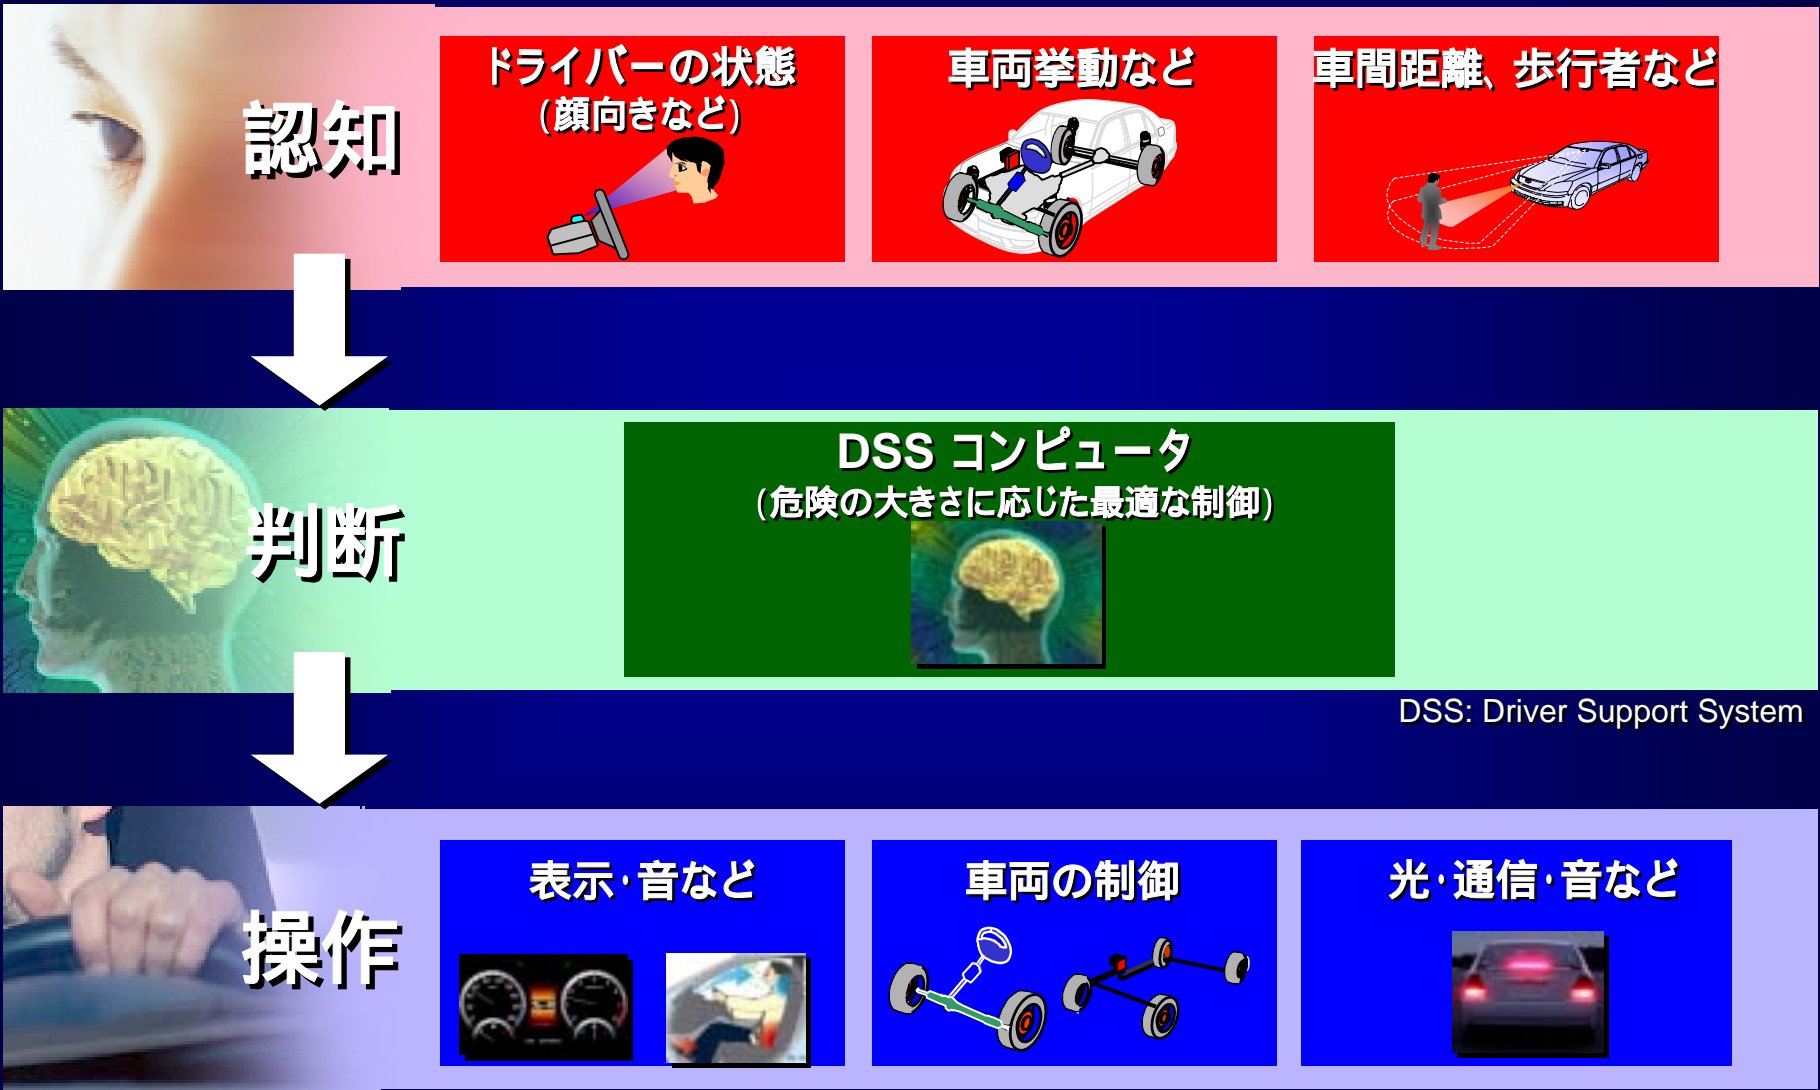 認知
ドライバーの状態
(顔向きなど)
車両挙動など
車間距離、歩行者など
判断
DSS コンピュータ
(危険の大きさに応じた最適な制御)
DSS: Driver Support System
操作
表示・音など
車両の制御
光・通信・音など